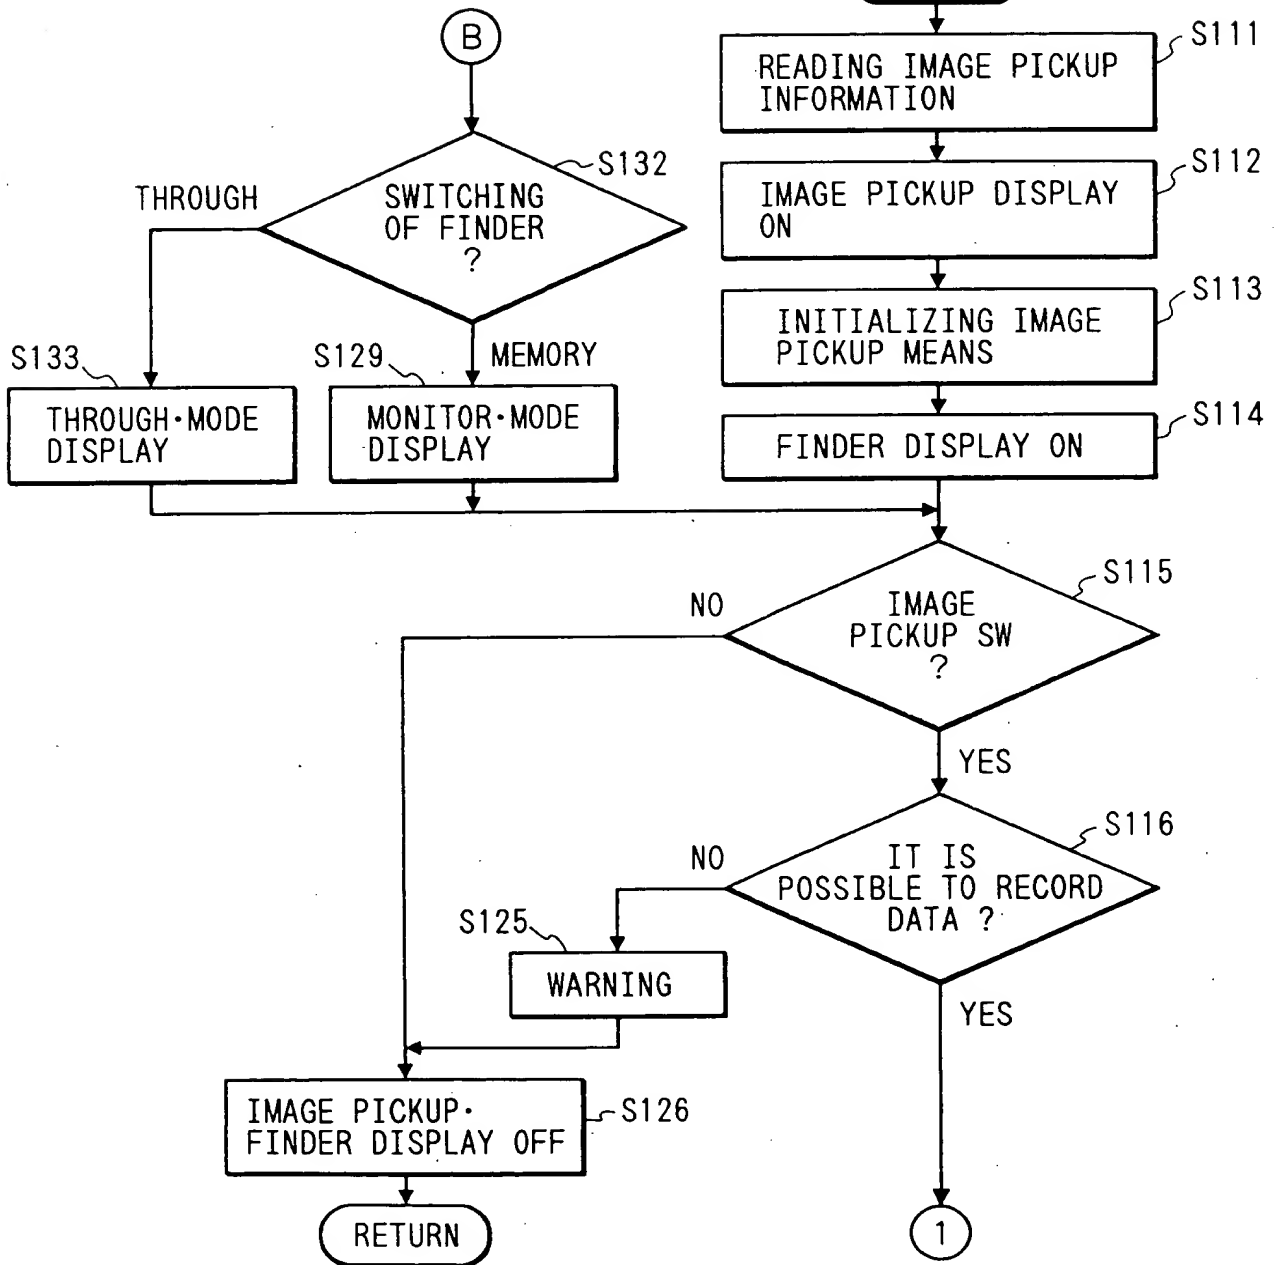 B
S111
READING IMAGE PICKUP
INFORMATION
S132
SWITCHING
OF FINDER
?
THROUGH
S112
IMAGE PICKUP DISPLAY
ON
S113
INITIALIZING IMAGE
PICKUP MEANS
MEMORY
S133
THROUGH·MODE
DISPLAY
S129
MONITOR·MODE
DISPLAY
S114
FINDER DISPLAY ON
S115
IMAGE
PICKUP SW
?
NO
YES
S116
IT IS
POSSIBLE TO RECORD
DATA ?
NO
S125
WARNING
YES
IMAGE PICKUP·
FINDER DISPLAY OFF
S126
RETURN
1